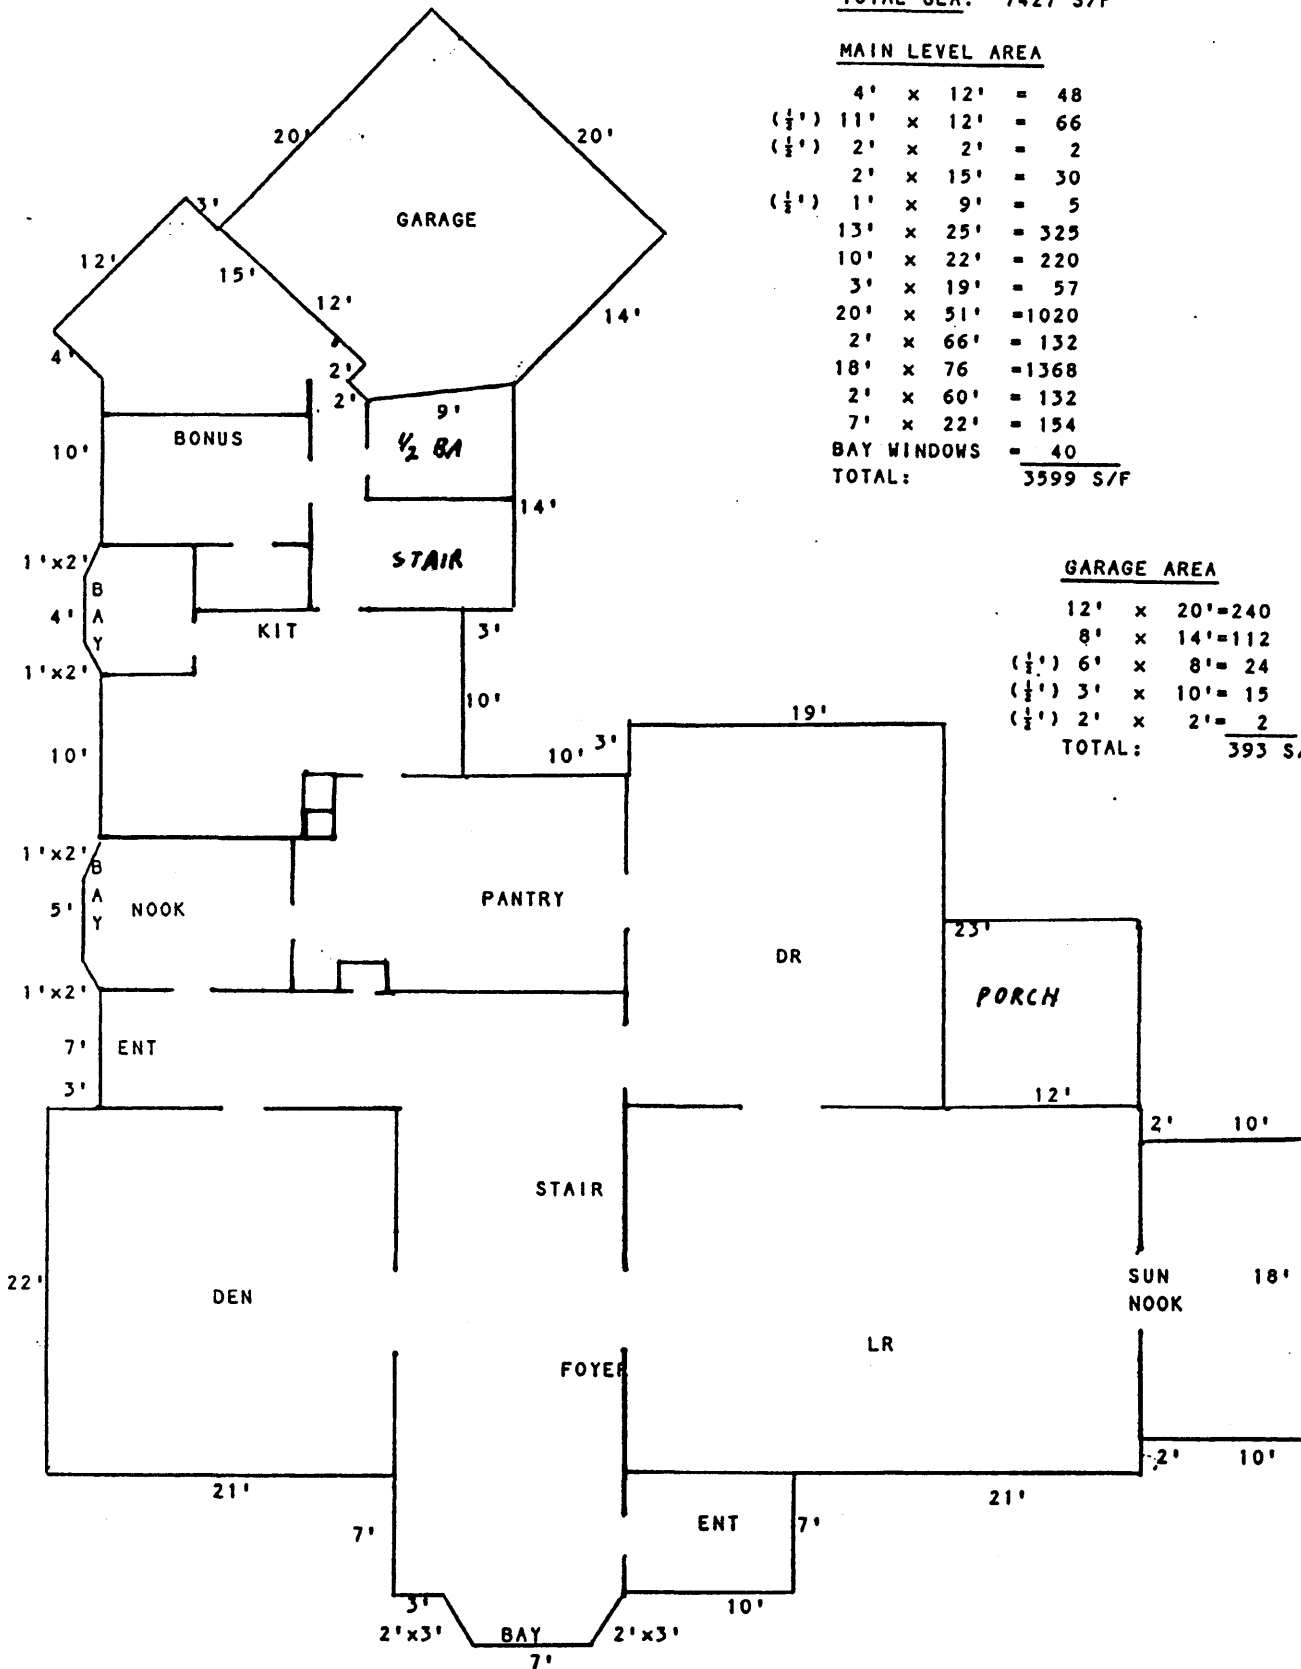 TOTAL GLA: 7427 S/F
MAIN LEVEL AREA
4' x 12' = 48
(½') 11' x 12' = 66
(½') 2' x 2' = 2
2' x 15' = 30
(½') 1' x 9' = 5
13' x 25' = 325
10' x 22' = 220
3' x 19' = 57
20' x 51' =1020
2' x 66' = 132
18' x 76 =1368
2' x 60' = 132
7' x 22' = 154
BAY WINDOWS = 40
TOTAL: 3599 S/F
GARAGE AREA
12' x 20'=240
8' x 14'=112
(½') 6' x 8'= 24
(½') 3' x 10'= 15
(½') 2' x 2'= 2
TOTAL: 393 S/
20'
20'
3'
GARAGE
12'
15'
12'
14'
4'
2'
2'
9'
BONUS
½ BA
10'
14'
1'x2'
STAIR
BAY
4'
KIT
3'
1'x2'
10'
19'
10'
10' 3'
1'x2'
BAY
5'
NOOK
PANTRY
23'
DR
PORCH
1'x2'
7'
ENT
3'
12'
2'
10'
STAIR
22'
DEN
SUN
NOOK
18'
LR
FOYER
2'
10'
21'
21'
7'
ENT
7'
3'
10'
2'x3'
BAY
2'x3'
7'